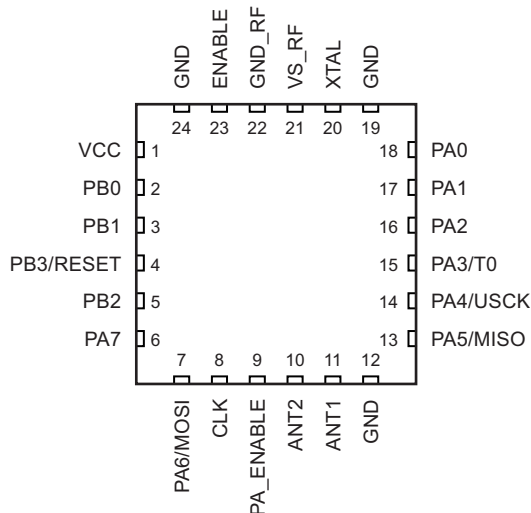 GND
ENABLE
GND_RF
VS_RF
XTAL
GND
24 23 22 21 20 19
VCC 1 18 PA0
PB0 2 17 PA1
PB1 3 16 PA2
PB3/RESET 4 15 PA3/T0
PB2 5 14 PA4/USCK
PA7 6 13 PA5/MISO
7 8 9 10 11 12
PA6/MOSI
CLK
PA_ENABLE
ANT2
ANT1
GND